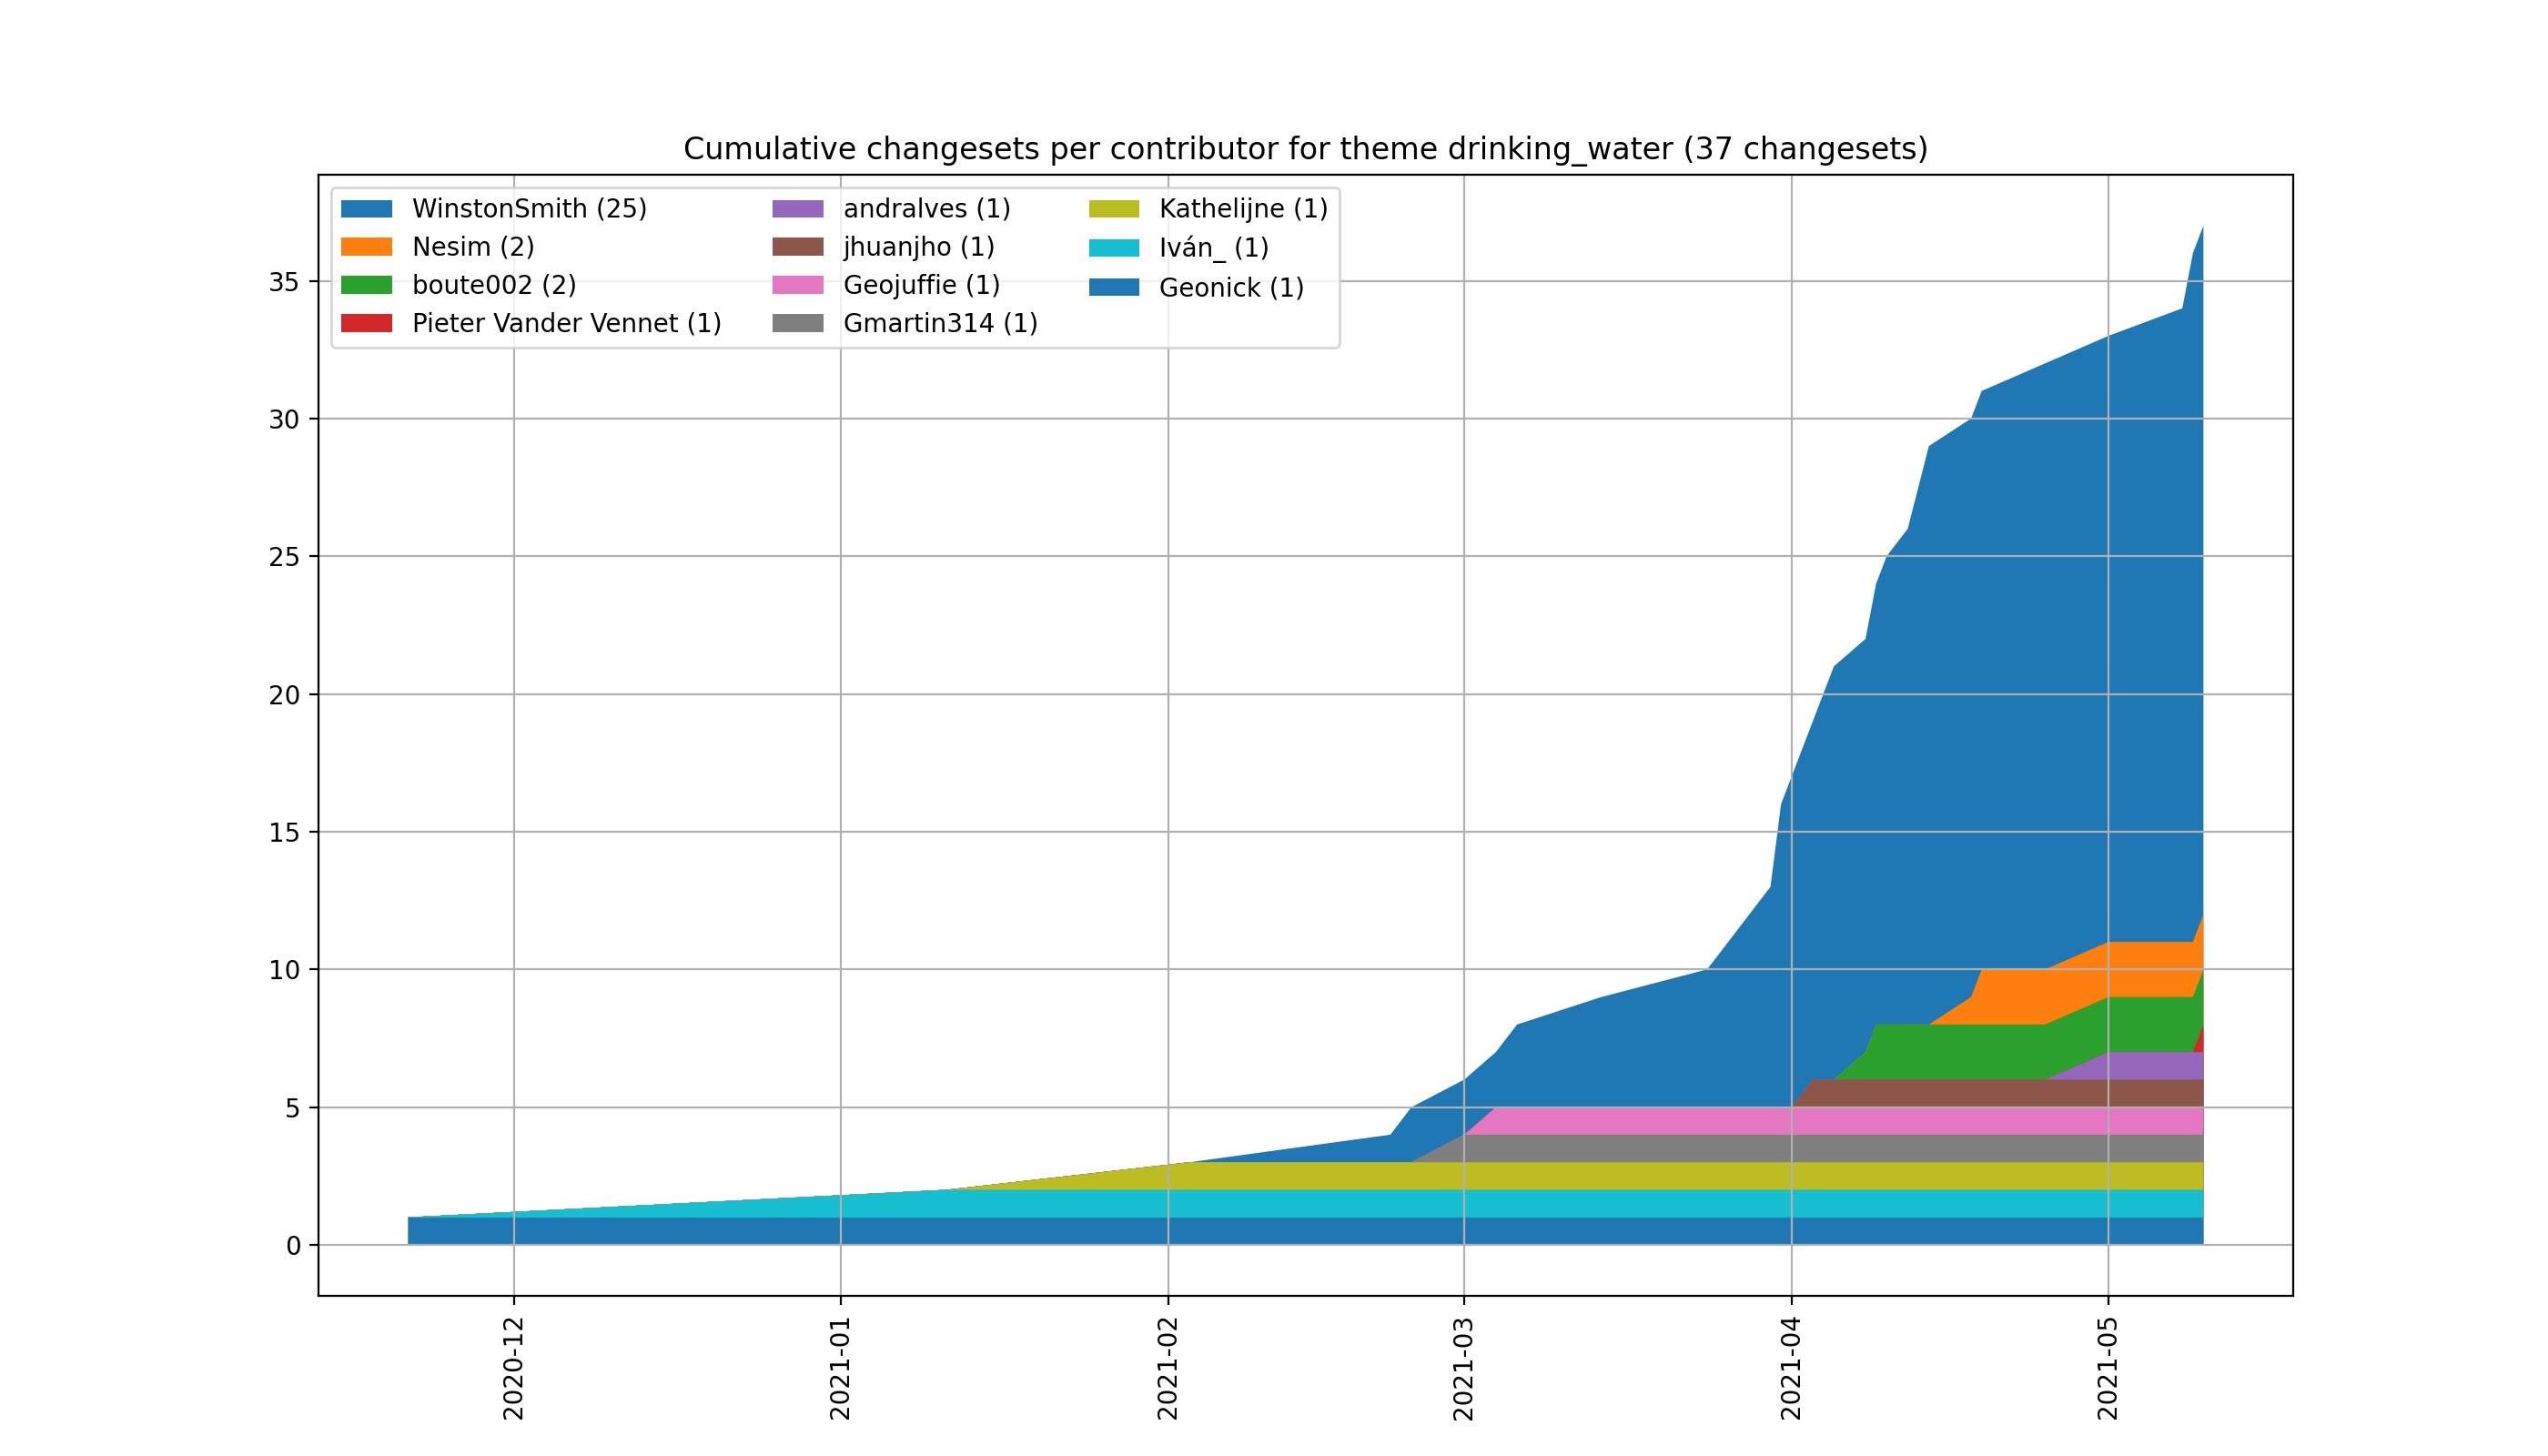 Cumulative changesets per contributor for theme drinking_water (37 changesets)
WinstonSmith (25)
Nesim (2)
boute002 (2)
Pieter Vander Vennet (1)
andralves (1)
jhuanjho (1)
Geojuffie (1)
Gmartin314 (1)
Kathelijne (1)
Iván_ (1)
Geonick (1)
35
30
25
20
15
10
5
0
2020-12
2021-01
2021-02
2021-03
2021-04
2021-05